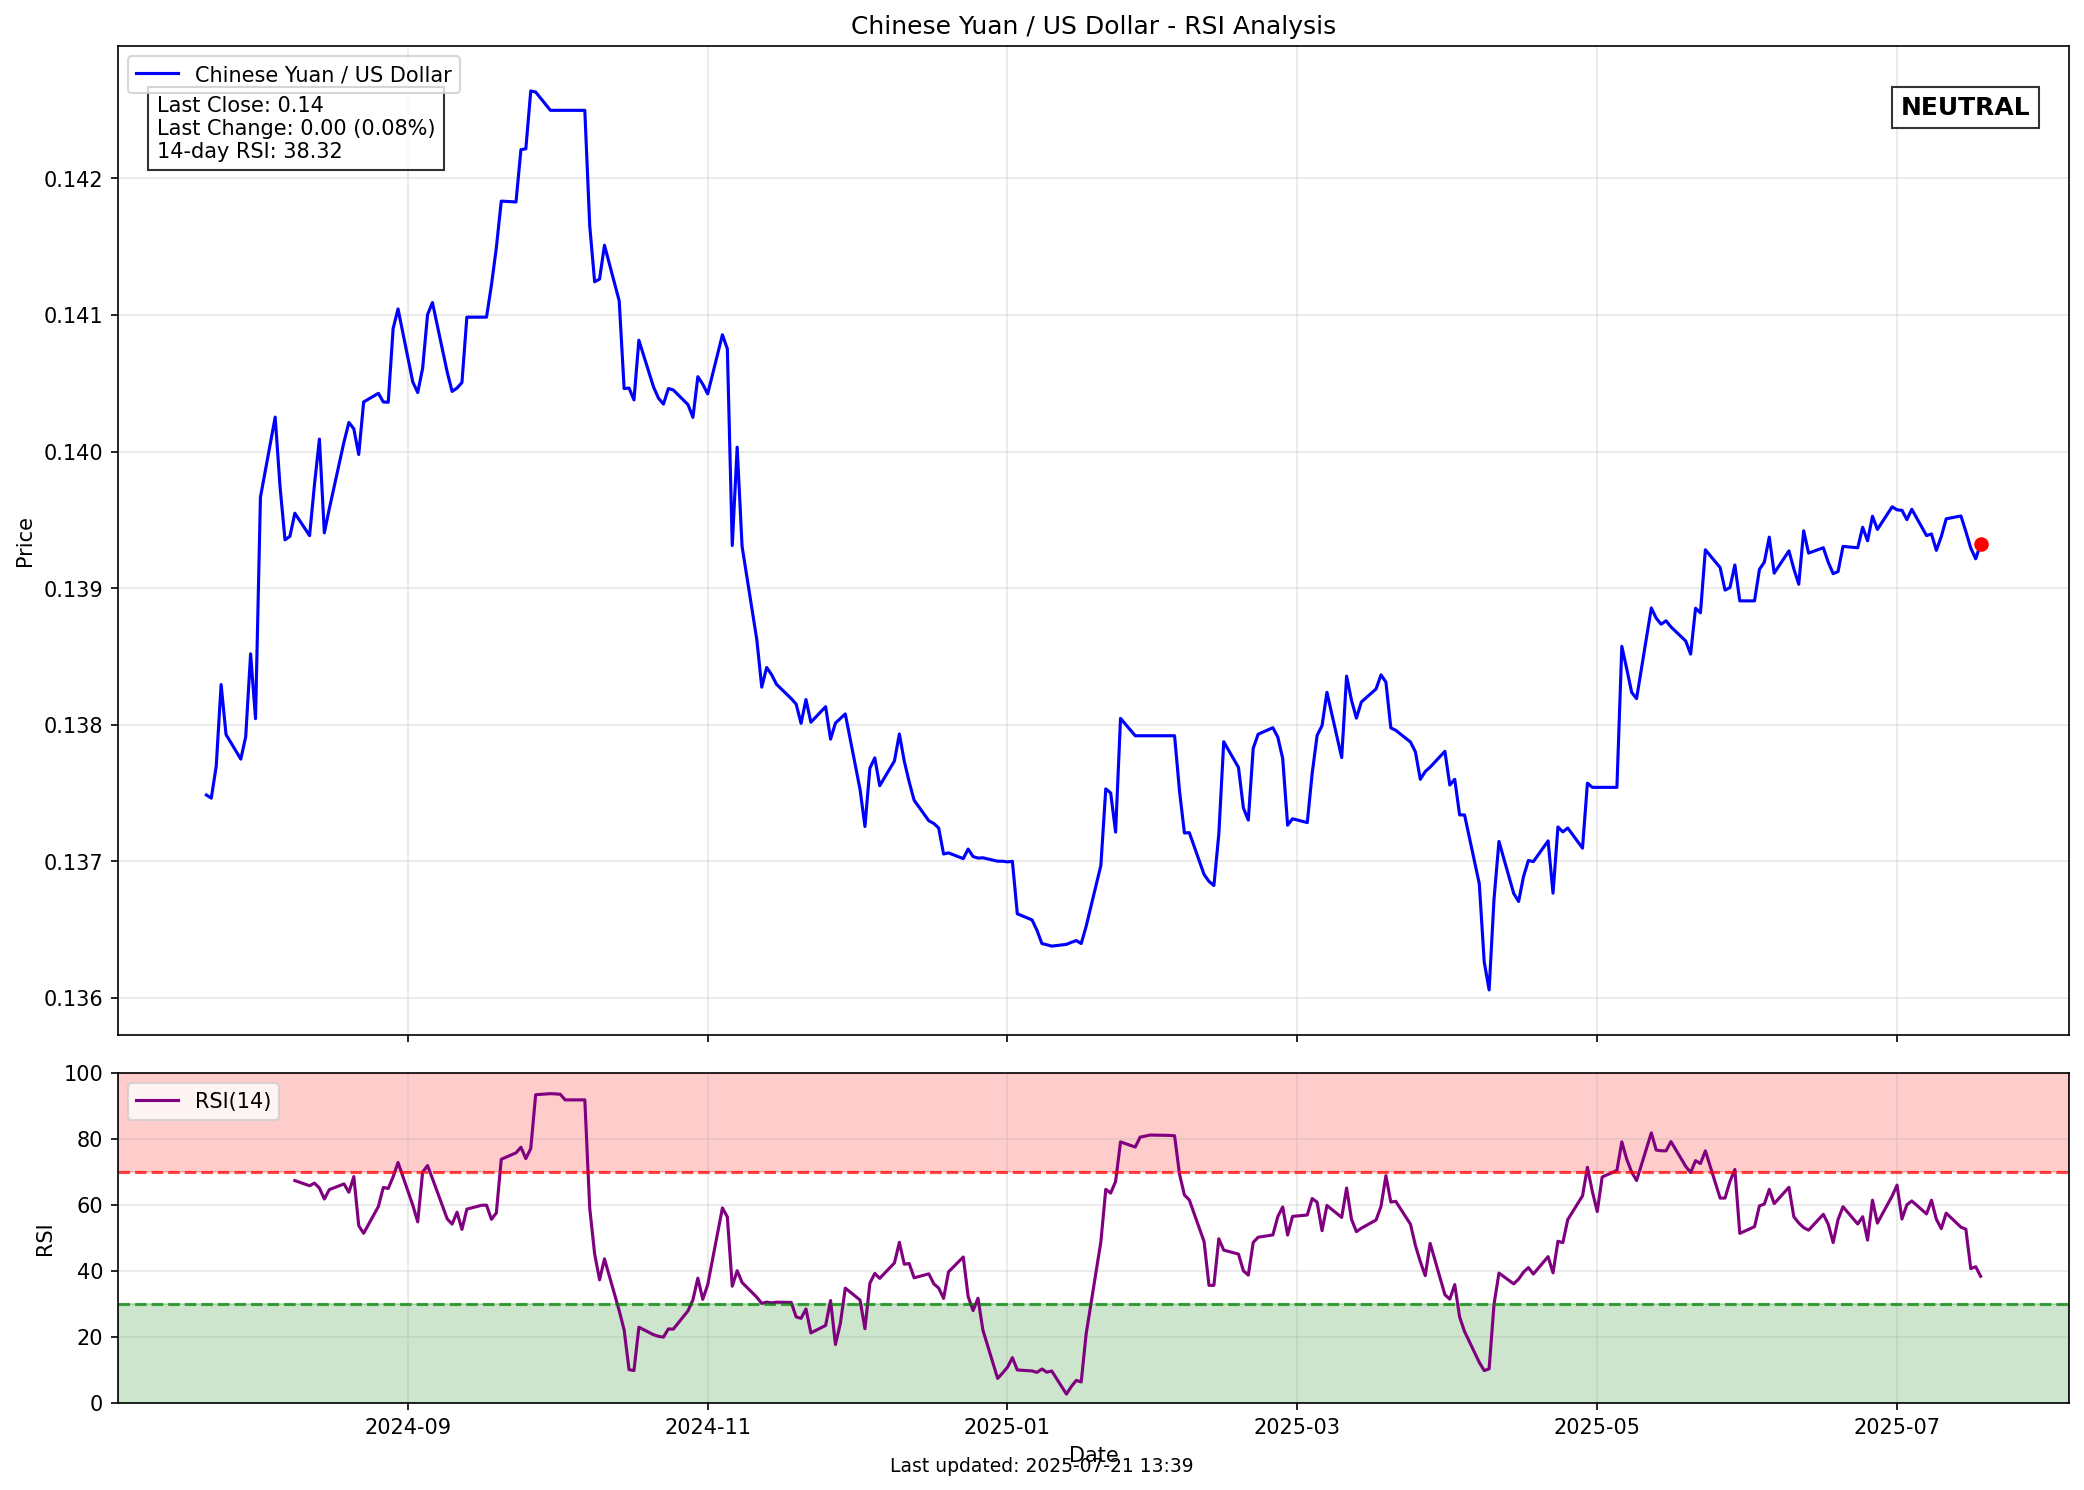 Chinese Yuan / US Dollar - RSI Analysis
Chinese Yuan / US Dollar
Last Close: 0.14
Last Change: 0.00 (0.08%)
14-day RSI: 38.32
NEUTRAL
0.142
0.141
0.140
0.139
0.138
0.137
0.136
Price
RSI(14)
100
80
60
40
20
0
RSI
2024-09
2024-11
2025-01
2025-03
2025-05
2025-07
Date
Last updated: 2025-07-21 13:39